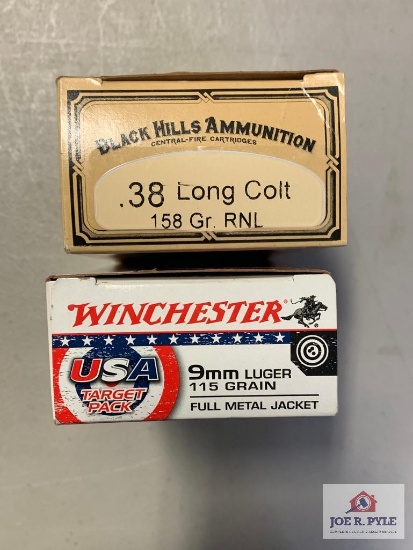 BLACK HILLS AMMUNITION
CENTRAL-FIRE CARTRIDGES
.38 Long Colt
158 Gr. RNL
WINCHESTER
USA
TARGET
PACK
9mm LUGER
115 GRAIN
FULL METAL JACKET
JOE R. PYLE